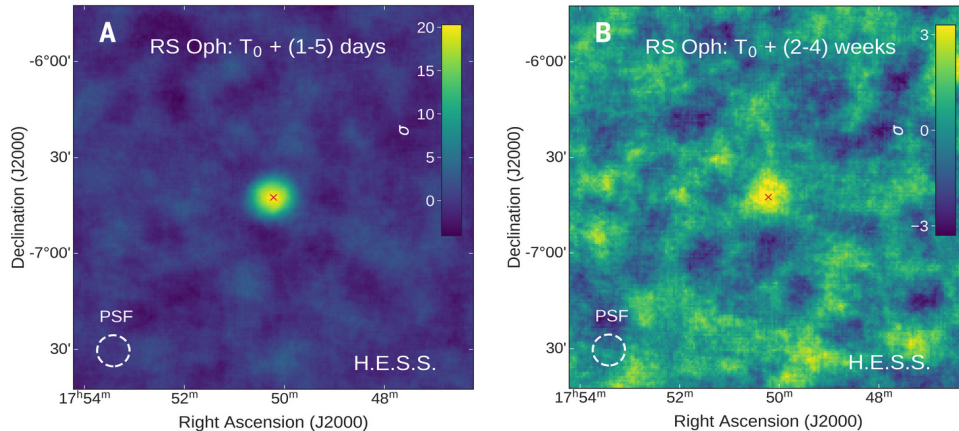 A
RS Oph: T₀ + (1-5) days
20
15
10
5
0
σ
-6°00'
30'
-7°00'
30'
Declination (J2000)
PSF
H.E.S.S.
17ʰ54ᵐ 52ᵐ 50ᵐ 48ᵐ
Right Ascension (J2000)
B
RS Oph: T₀ + (2-4) weeks
3
0
−3
σ
-6°00'
30'
-7°00'
30'
Declination (J2000)
PSF
H.E.S.S.
17ʰ54ᵐ 52ᵐ 50ᵐ 48ᵐ
Right Ascension (J2000)